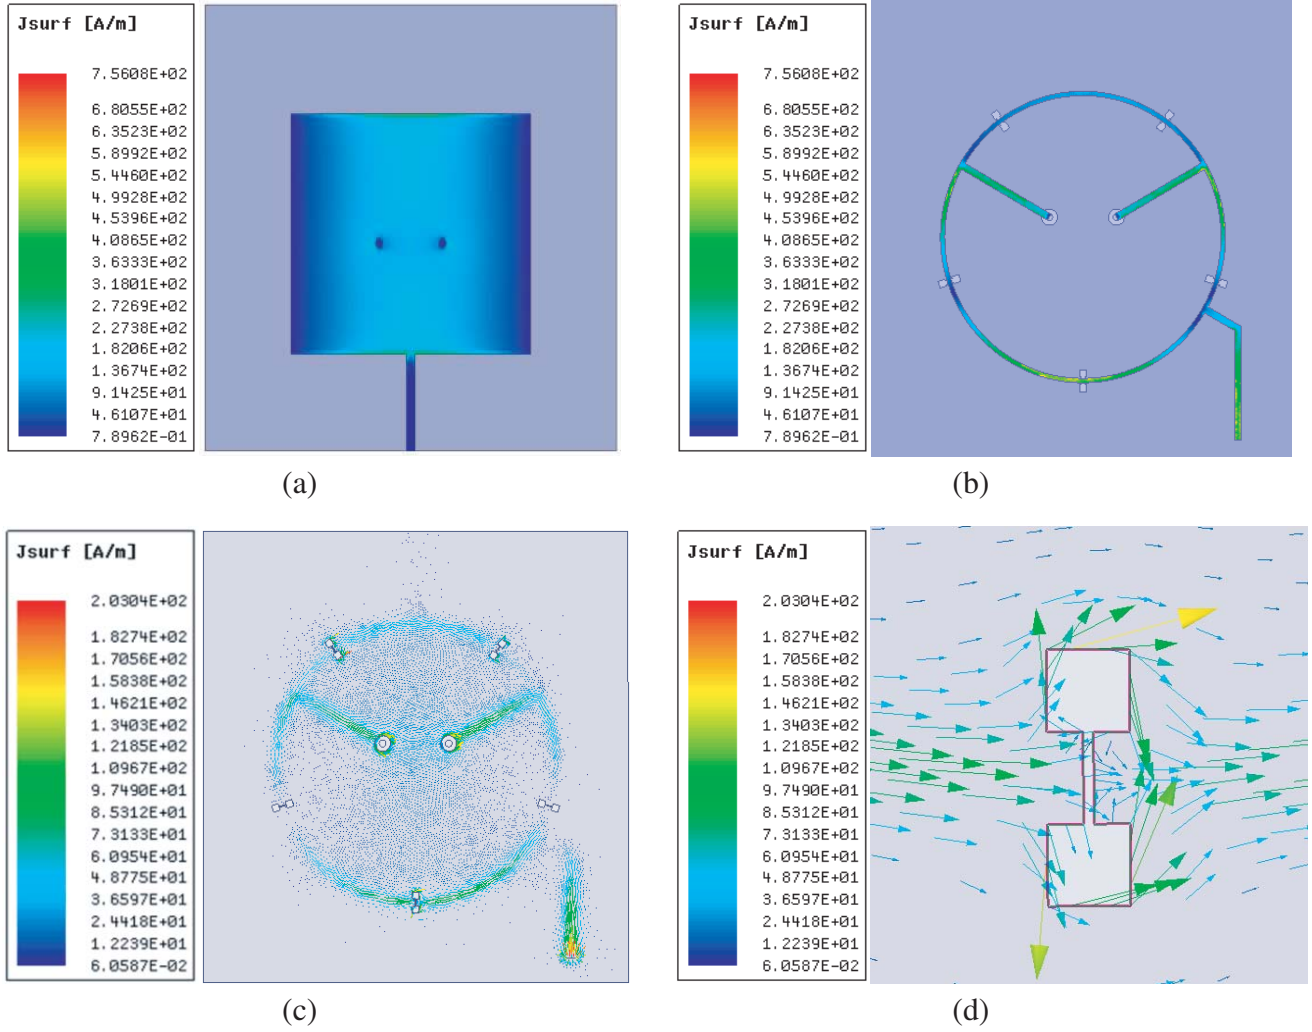 Jsurf [A/m]
7.5608E+02
6.8055E+02
6.3523E+02
5.8992E+02
5.4460E+02
4.9928E+02
4.5396E+02
4.0865E+02
3.6333E+02
3.1801E+02
2.7269E+02
2.2738E+02
1.8206E+02
1.3674E+02
9.1425E+01
4.6107E+01
7.8962E-01
(a)
Jsurf [A/m]
7.5608E+02
6.8055E+02
6.3523E+02
5.8992E+02
5.4460E+02
4.9928E+02
4.5396E+02
4.0865E+02
3.6333E+02
3.1801E+02
2.7269E+02
2.2738E+02
1.8206E+02
1.3674E+02
9.1425E+01
4.6107E+01
7.8962E-01
(b)
Jsurf [A/m]
2.0304E+02
1.8274E+02
1.7056E+02
1.5838E+02
1.4621E+02
1.3403E+02
1.2185E+02
1.0967E+02
9.7490E+01
8.5312E+01
7.3133E+01
6.0954E+01
4.8775E+01
3.6597E+01
2.4418E+01
1.2239E+01
6.0587E-02
(c)
Jsurf [A/m]
2.0304E+02
1.8274E+02
1.7056E+02
1.5838E+02
1.4621E+02
1.3403E+02
1.2185E+02
1.0967E+02
9.7490E+01
8.5312E+01
7.3133E+01
6.0954E+01
4.8775E+01
3.6597E+01
2.4418E+01
1.2239E+01
6.0587E-02
(d)